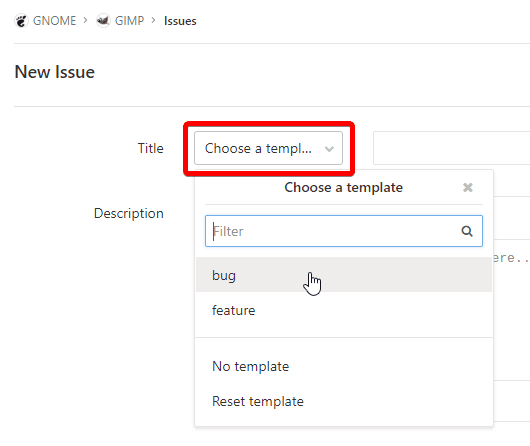 GNOME > GIMP > Issues
New Issue
Title
Choose a templ...
Choose a template
Description
Filter
ere..
bug
feature
No template
Reset template